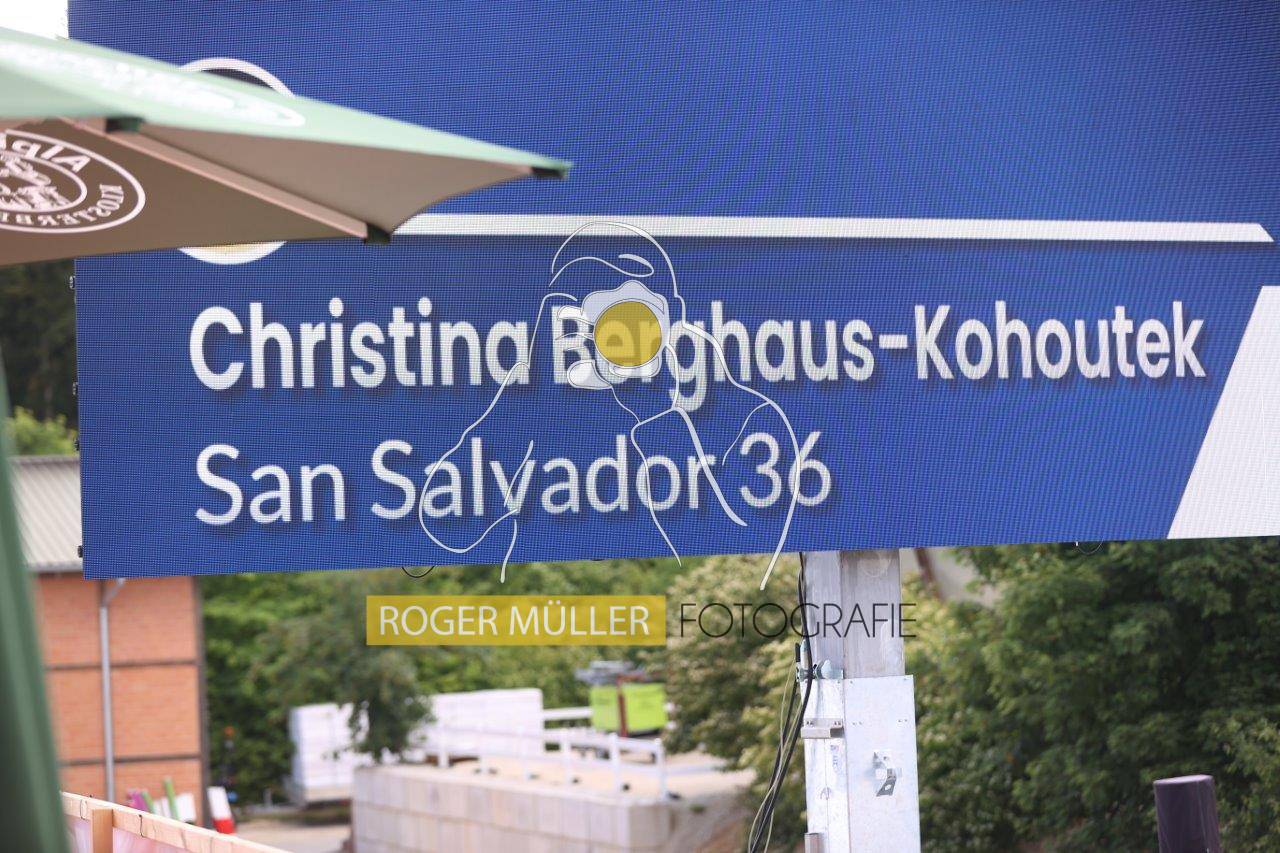 Christina Berghaus-Kohoutek
San Salvador 36
ROGER MÜLLER FOTOGRAFIE